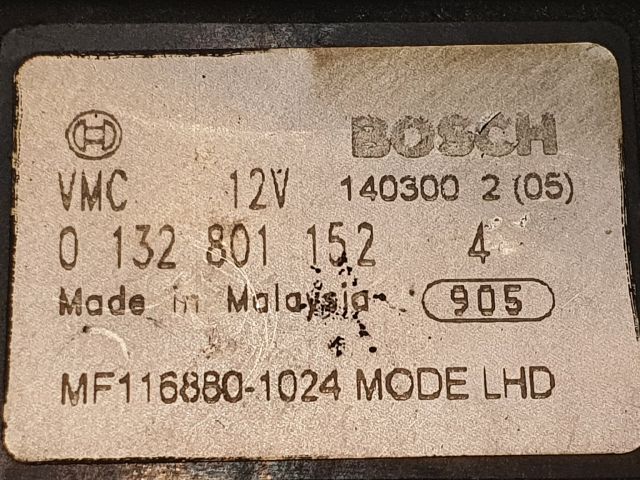 BOSCH
VMC 12V 140300 2 (05)
0 132 801 152 4
Made in Malaysia 905
MF116880-1024 MODE LHD